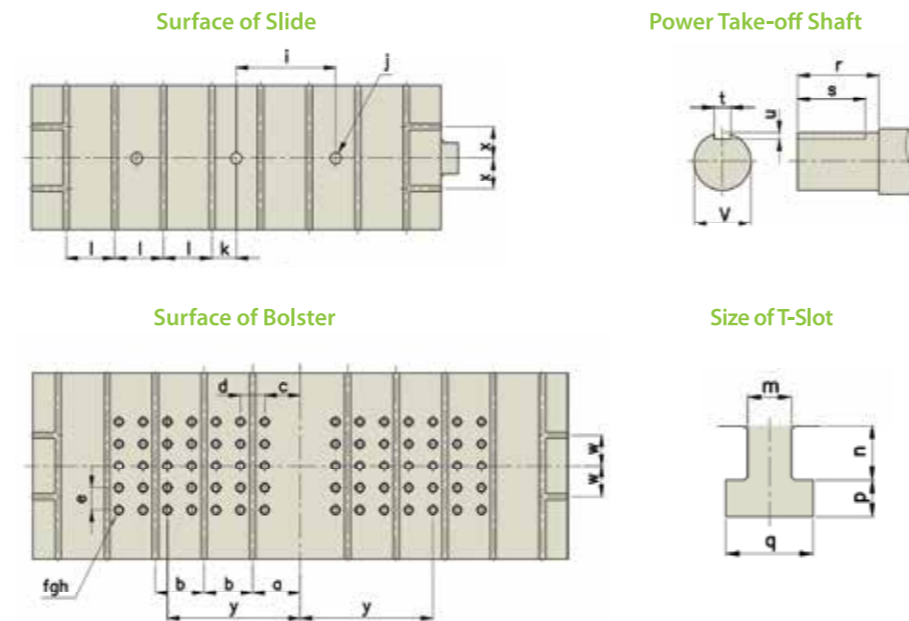 Surface of Slide
i
j
x
x
l
l
l
k
Power Take-off Shaft
r
s
t
u
V
Surface of Bolster
d
c
w
w
e
fgh
b
b
a
y
y
Size of T-Slot
m
n
p
q